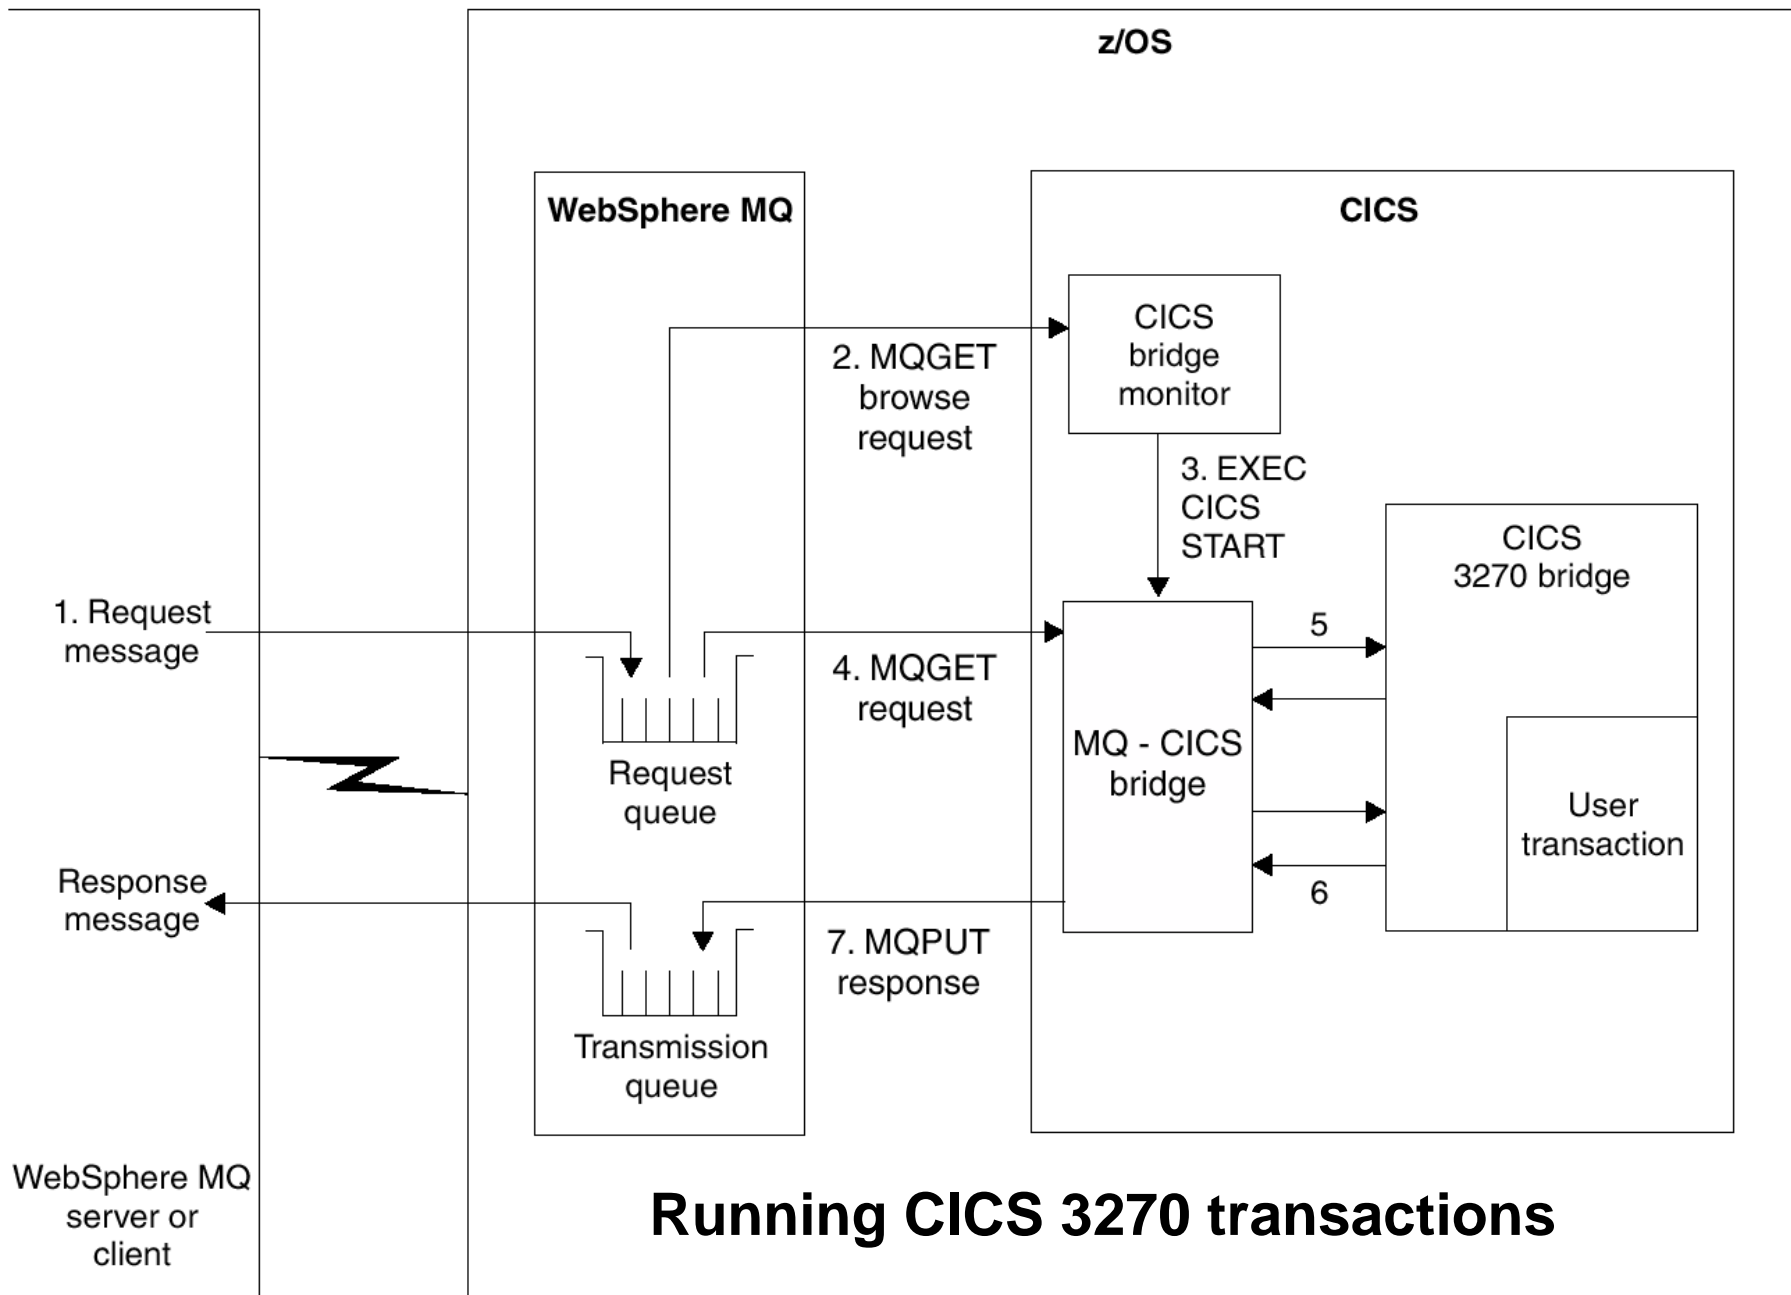 z/OS
WebSphere MQ
CICS
CICS
bridge
monitor
2. MQGET
browse
request
3. EXEC
CICS
START
CICS
3270 bridge
1. Request
message
5
4. MQGET
request
MQ - CICS
bridge
Request
queue
User
transaction
Response
message
6
7. MQPUT
response
Transmission
queue
WebSphere MQ
server or
client
Running CICS 3270 transactions